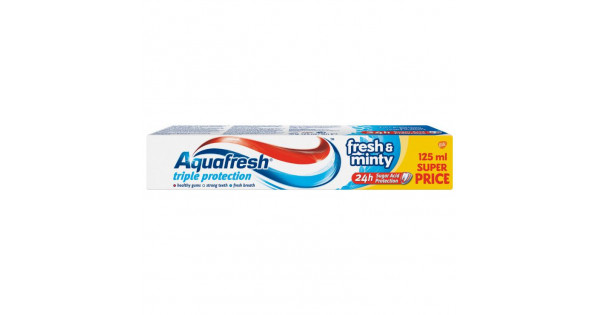 Aquafresh®
triple protection
healthy gums strong teeth fresh breath
fresh &
minty
24h Sugar Acid
Protection
125 ml
SUPER
PRICE
gsk